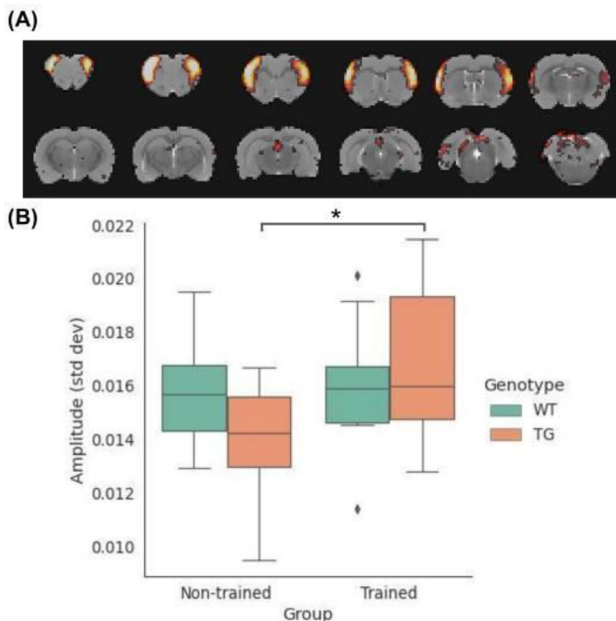 (A)
(B)
*
0.022
0.020
0.018
0.016
0.014
0.012
0.010
Amplitude (std dev)
Non-trained
Trained
Group
Genotype
WT
TG